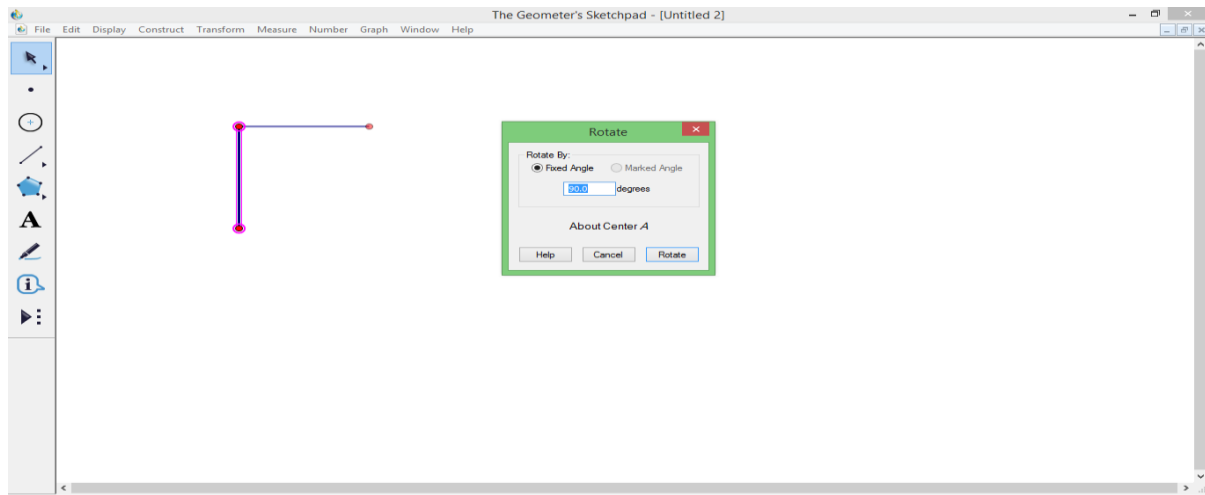 The Geometer's Sketchpad - [Untitled 2]
File Edit Display Construct Transform Measure Number Graph Window Help
A
Rotate
Rotate By:
Fixed Angle Marked Angle
90.0 degrees
About Center A
Help Cancel Rotate